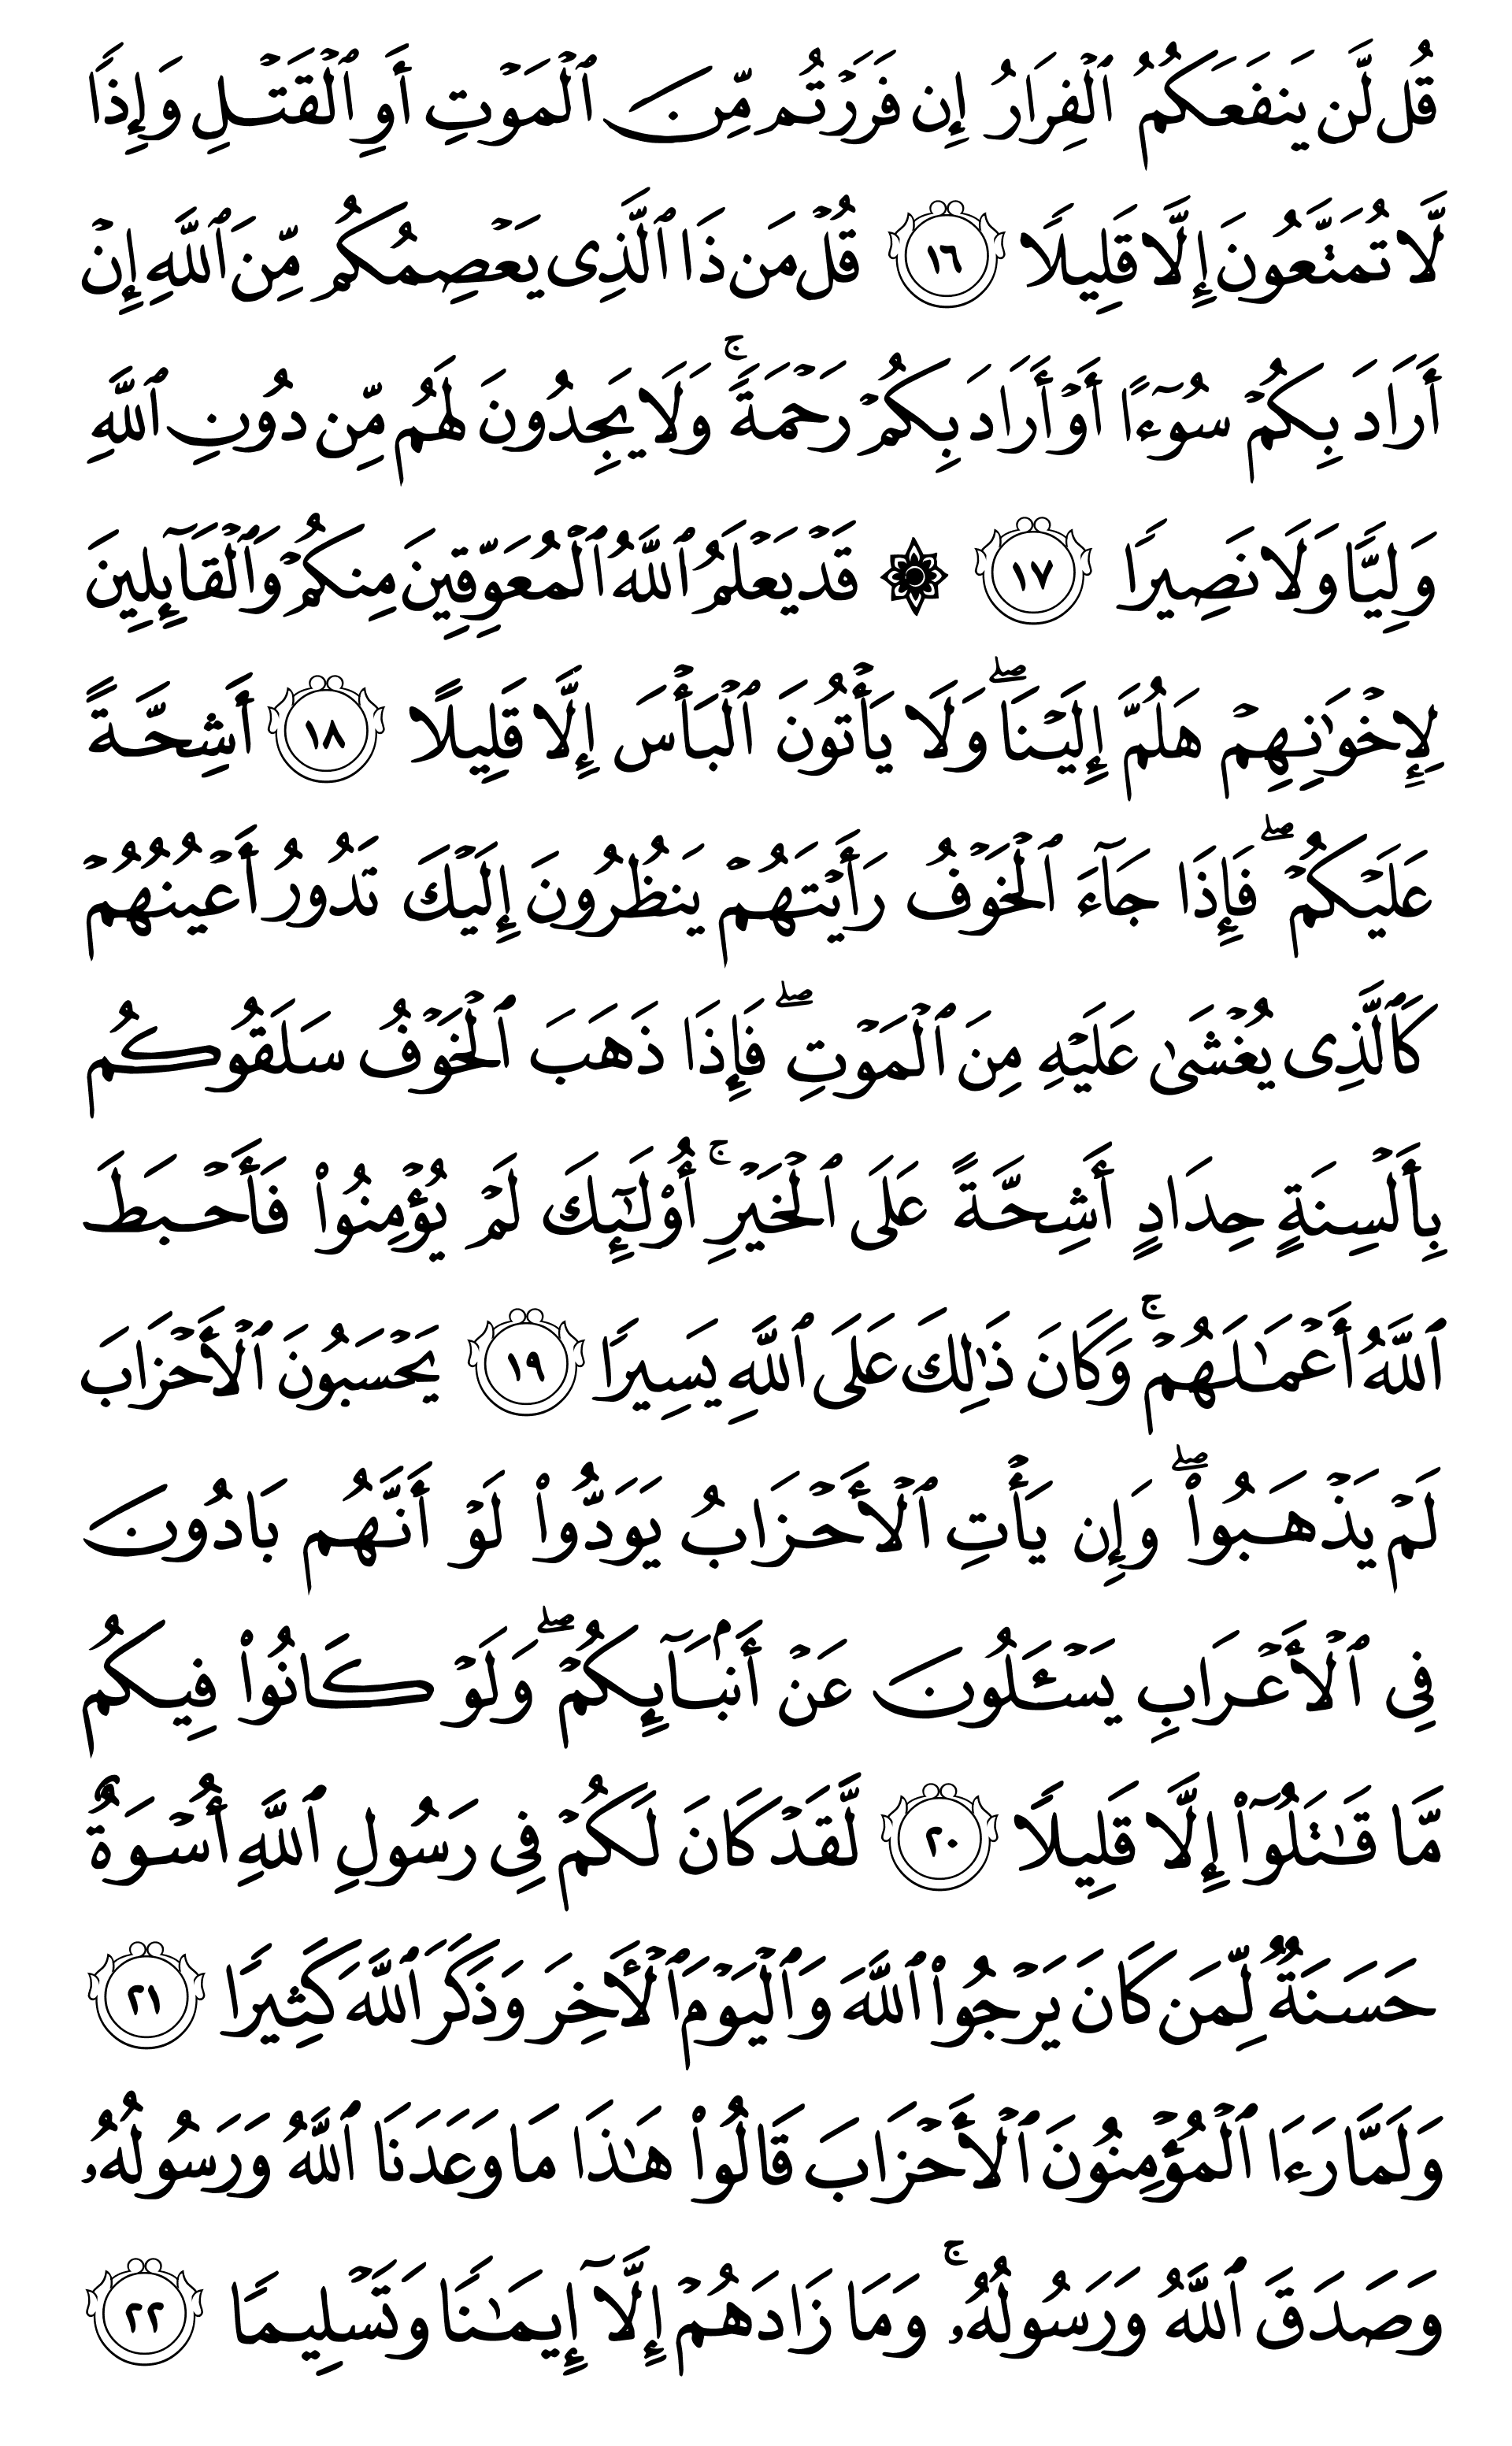 قُل لَّن يَنفَعَكُمُ ٱلْفِرَارُ إِن فَرَرْتُم مِّنَ ٱلْمَوْتِ أَوِ ٱلْقَتْلِ وَإِذًا
لَّا تُمَتَّعُونَ إِلَّا قَلِيلًا ١٦ قُلْ مَن ذَا ٱلَّذِى يَعْصِمُكُم مِّنَ ٱللَّهِ إِنْ
أَرَادَ بِكُمْ سُوٓءًا أَوْ أَرَادَ بِكُمْ رَحْمَةً ۚ وَلَا يَجِدُونَ لَهُم مِّن دُونِ ٱللَّهِ
وَلِيًّا وَلَا نَصِيرًا ١٧ ۞ قَدْ يَعْلَمُ ٱللَّهُ ٱلْمُعَوِّقِينَ مِنكُمْ وَٱلْقَآئِلِينَ
لِإِخْوَٰنِهِمْ هَلُمَّ إِلَيْنَا ۖ وَلَا يَأْتُونَ ٱلْبَأْسَ إِلَّا قَلِيلًا ١٨ أَشِحَّةً
عَلَيْكُمْ ۖ فَإِذَا جَآءَ ٱلْخَوْفُ رَأَيْتَهُمْ يَنظُرُونَ إِلَيْكَ تَدُورُ أَعْيُنُهُمْ
كَٱلَّذِى يُغْشَىٰ عَلَيْهِ مِنَ ٱلْمَوْتِ ۖ فَإِذَا ذَهَبَ ٱلْخَوْفُ سَلَقُوكُم
بِأَلْسِنَةٍ حِدَادٍ أَشِحَّةً عَلَى ٱلْخَيْرِ ۚ أُو۟لَـٰٓئِكَ لَمْ يُؤْمِنُوا۟ فَأَحْبَطَ
ٱللَّهُ أَعْمَـٰلَهُمْ ۚ وَكَانَ ذَٰلِكَ عَلَى ٱللَّهِ يَسِيرًا ١٩ يَحْسَبُونَ ٱلْأَحْزَابَ
لَمْ يَذْهَبُوا۟ ۖ وَإِن يَأْتِ ٱلْأَحْزَابُ يَوَدُّوا۟ لَوْ أَنَّهُم بَادُونَ
فِى ٱلْأَعْرَابِ يَسْـَٔلُونَ عَنْ أَنۢبَآئِكُمْ ۖ وَلَوْ كَانُوا۟ فِيكُم
مَّا قَـٰتَلُوٓا۟ إِلَّا قَلِيلًا ٢٠ لَّقَدْ كَانَ لَكُمْ فِى رَسُولِ ٱللَّهِ أُسْوَةٌ
حَسَنَةٌ لِّمَن كَانَ يَرْجُوا۟ ٱللَّهَ وَٱلْيَوْمَ ٱلْـَٔاخِرَ وَذَكَرَ ٱللَّهَ كَثِيرًا ٢١
وَلَمَّا رَءَا ٱلْمُؤْمِنُونَ ٱلْأَحْزَابَ قَالُوا۟ هَـٰذَا مَا وَعَدَنَا ٱللَّهُ وَرَسُولُهُۥ
وَصَدَقَ ٱللَّهُ وَرَسُولُهُۥ ۚ وَمَا زَادَهُمْ إِلَّآ إِيمَـٰنًا وَتَسْلِيمًا ٢٢